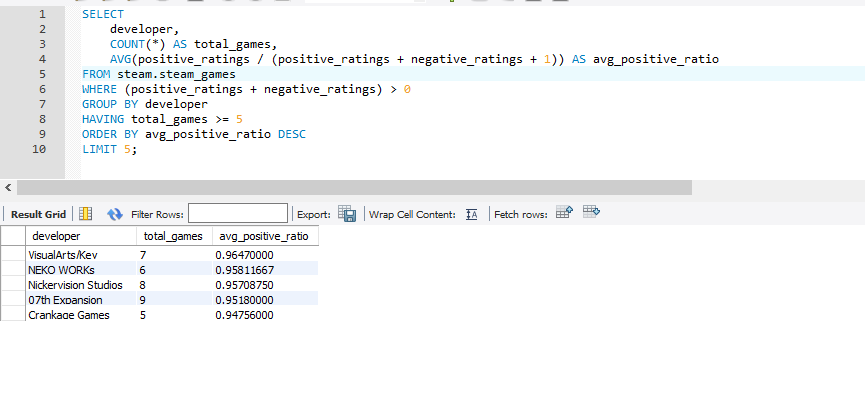 1 SELECT
2 developer,
3 COUNT(*) AS total_games,
4 AVG(positive_ratings / (positive_ratings + negative_ratings + 1)) AS avg_positive_ratio
5 FROM steam.steam_games
6 WHERE (positive_ratings + negative_ratings) > 0
7 GROUP BY developer
8 HAVING total_games >= 5
9 ORDER BY avg_positive_ratio DESC
10 LIMIT 5;
Result Grid Filter Rows: Export: Wrap Cell Content: Fetch rows:
developer total_games avg_positive_ratio
VisualArts/Key 7 0.96470000
NEKO WORKs 6 0.95811667
Nickervision Studios 8 0.95708750
07th Expansion 9 0.95180000
Crankage Games 5 0.94756000